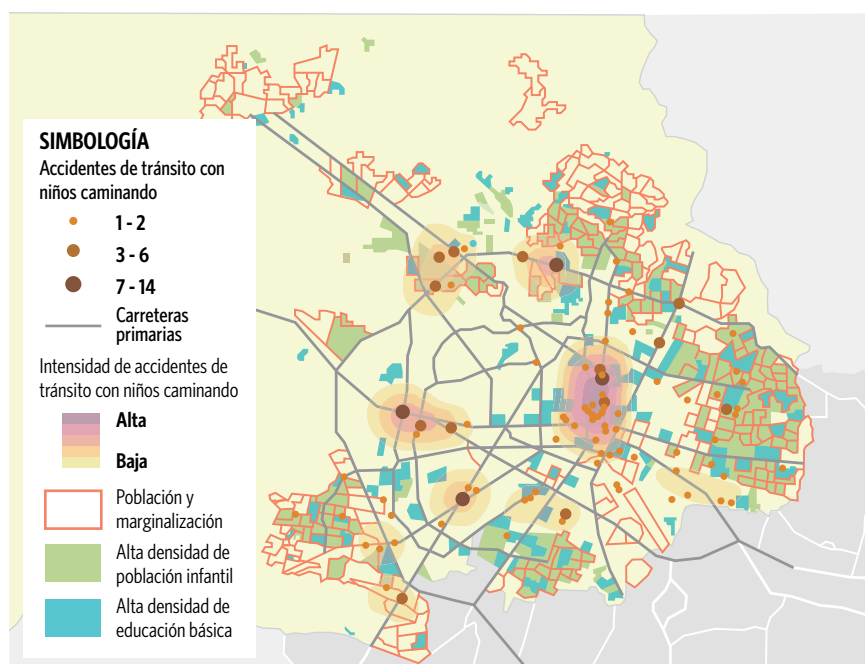 SIMBOLOGÍA
Accidentes de tránsito con
niños caminando
1 - 2
3 - 6
7 - 14
Carreteras
primarias
Intensidad de accidentes de
tránsito con niños caminando
Alta
Baja
Población y
marginalización
Alta densidad de
población infantil
Alta densidad de
educación básica